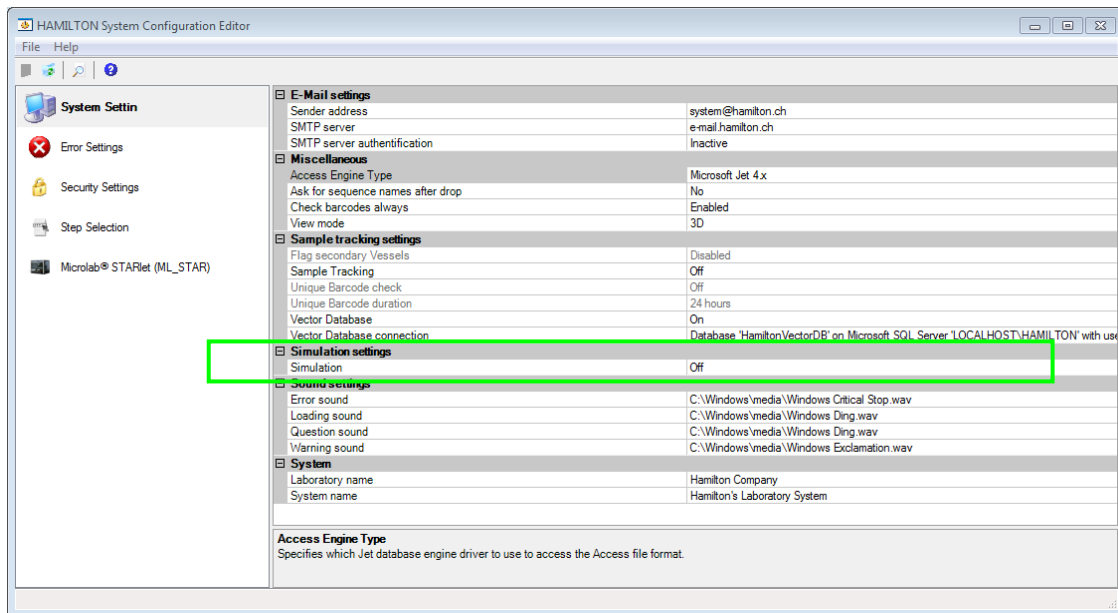 HAMILTON System Configuration Editor
File Help
System Settin
Error Settings
Security Settings
Step Selection
Microlab® STARlet (ML_STAR)
E-Mail settings
Sender address system@hamilton.ch
SMTP server e-mail.hamilton.ch
SMTP server authentification Inactive
Miscellaneous
Access Engine Type Microsoft Jet 4.x
Ask for sequence names after drop No
Check barcodes always Enabled
View mode 3D
Sample tracking settings
Flag secondary Vessels Disabled
Sample Tracking Off
Unique Barcode check Off
Unique Barcode duration 24 hours
Vector Database On
Vector Database connection Database 'HamiltonVectorDB' on Microsoft SQL Server 'LOCALHOST\HAMILTON' with use
Simulation settings
Simulation Off
Sound settings
Error sound C:\Windows\media\Windows Critical Stop.wav
Loading sound C:\Windows\media\Windows Ding.wav
Question sound C:\Windows\media\Windows Ding.wav
Warning sound C:\Windows\media\Windows Exclamation.wav
System
Laboratory name Hamilton Company
System name Hamilton's Laboratory System
Access Engine Type
Specifies which Jet database engine driver to use to access the Access file format.